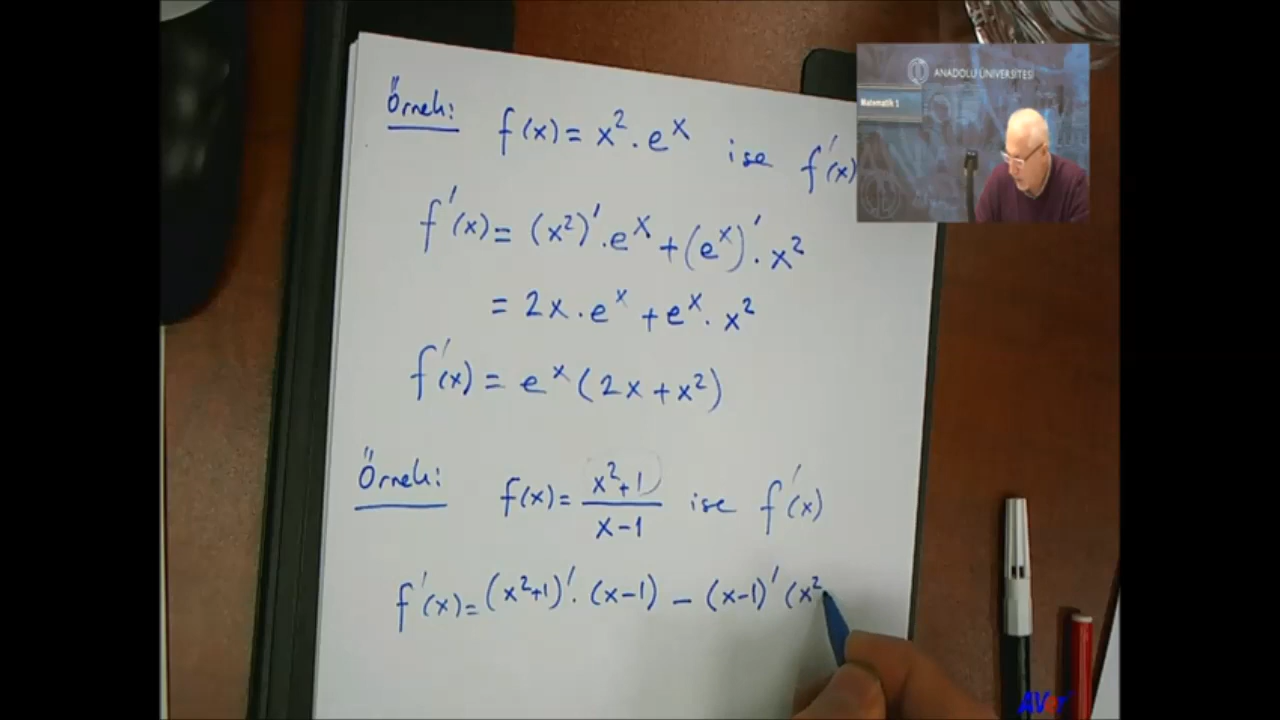 ANADOLU ÜNİVERSİTESİ
Matematik 1
Örnek: f(x) = x² . eˣ ise f'(x)
f'(x) = (x²)' . eˣ + (eˣ)' . x²
= 2x . eˣ + eˣ . x²
f'(x) = eˣ (2x + x²)
Örnek: f(x) = x²+1 / x-1 ise f'(x)
f'(x) = (x²+1)' . (x-1) - (x-1)' (x²
AVer